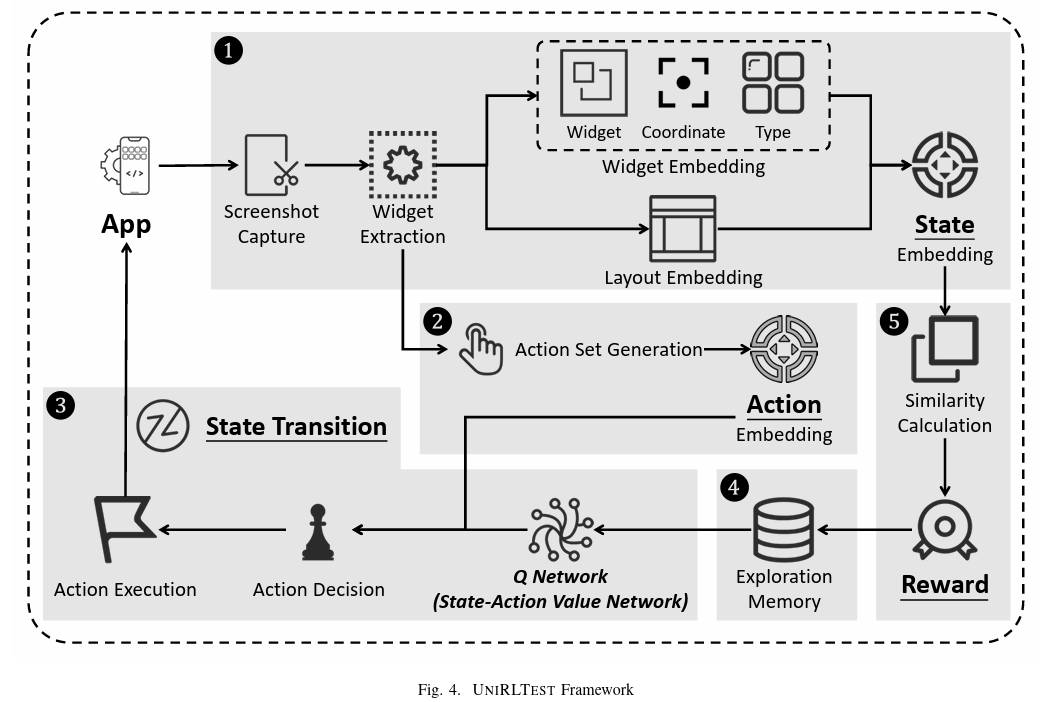 1
Widget
Coordinate
Type
Widget Embedding
</>
App
Screenshot
Capture
Widget
Extraction
State
Embedding
Layout Embedding
2
Action Set Generation
Action
Embedding
5
Similarity
Calculation
3
State Transition
4
Action Execution
Action Decision
Q Network
(State-Action Value Network)
Exploration
Memory
Reward
Fig. 4. UNIRLTEST Framework